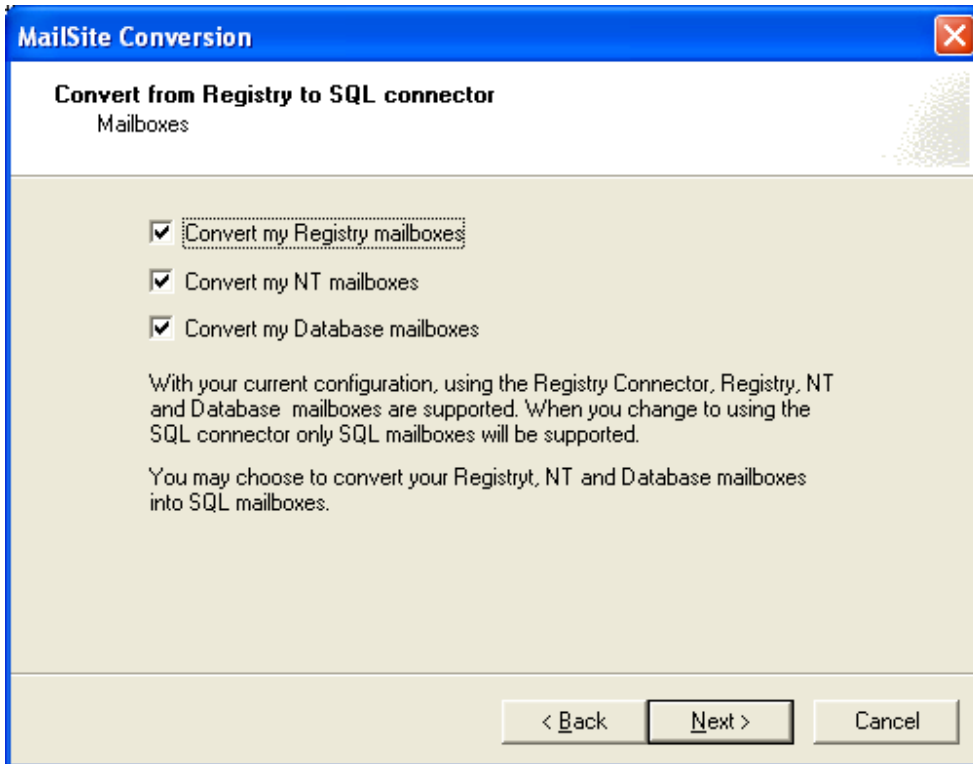 MailSite Conversion
Convert from Registry to SQL connector
Mailboxes
Convert my Registry mailboxes
Convert my NT mailboxes
Convert my Database mailboxes
With your current configuration, using the Registry Connector, Registry, NT
and Database  mailboxes are supported. When you change to using the
SQL connector only SQL mailboxes will be supported.
You may choose to convert your Registryt, NT and Database mailboxes
into SQL mailboxes.
< Back
Next >
Cancel